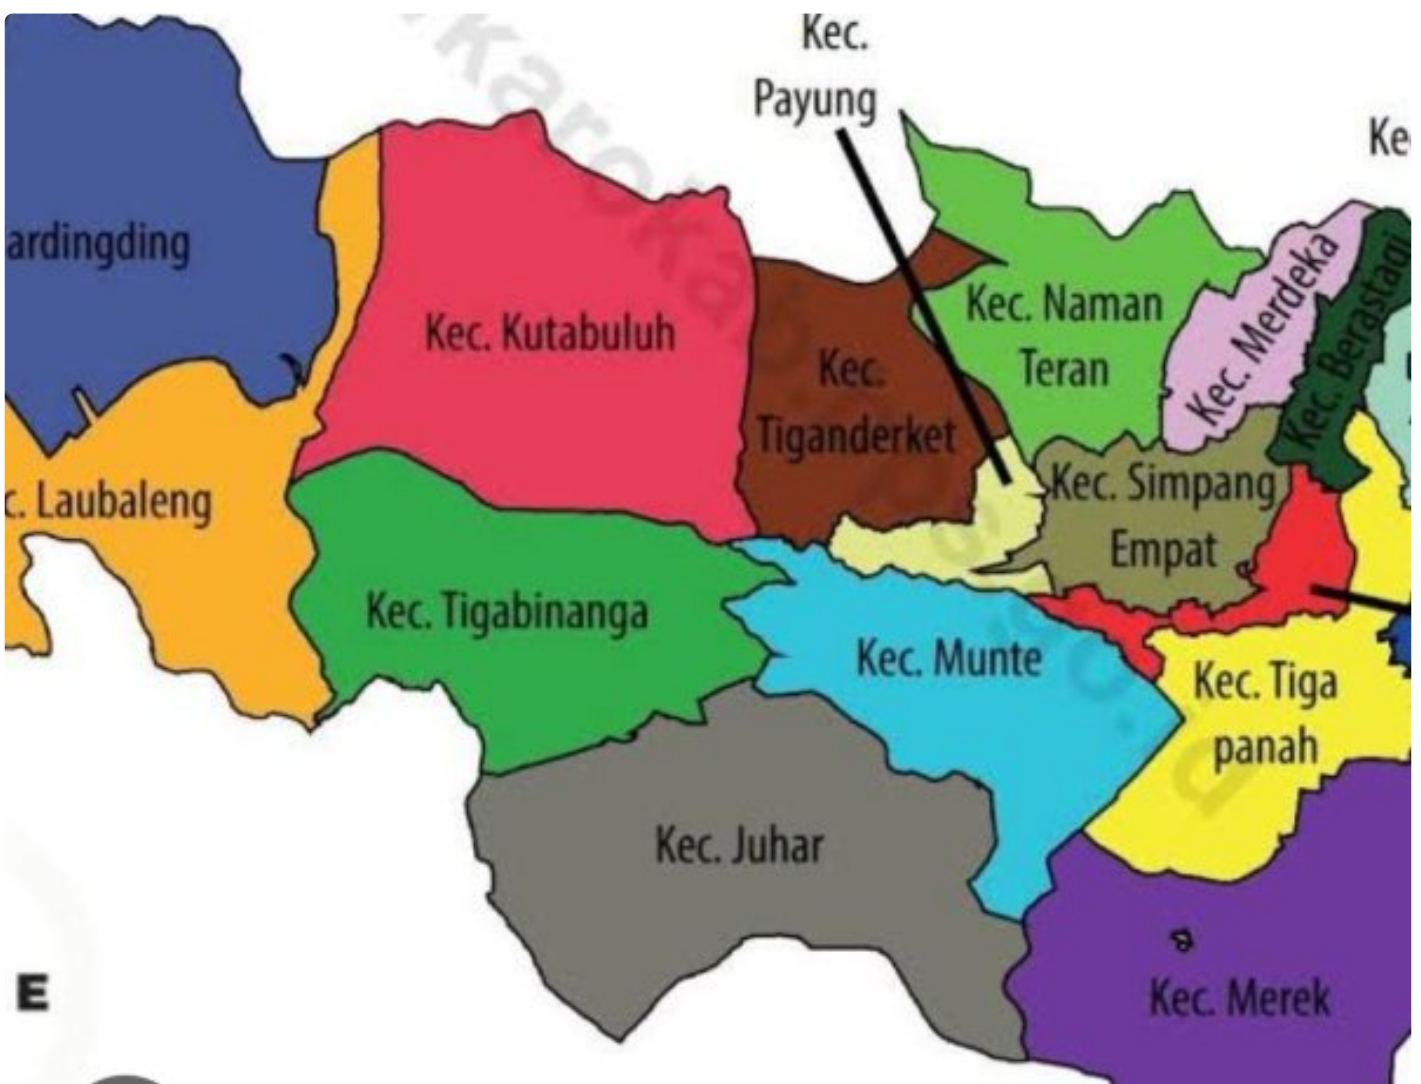 Kec.
Payung
Ke
ardingding
Kec. Kutabuluh
Kec. Naman
Teran
Kec. Merdeka
Kec. Berastagi
Kec.
Tiganderket
c. Laubaleng
Kec. Simpang
Empat
Kec. Tigabinanga
Kec. Munte
Kec. Tiga
panah
Kec. Juhar
Kec. Merek
E